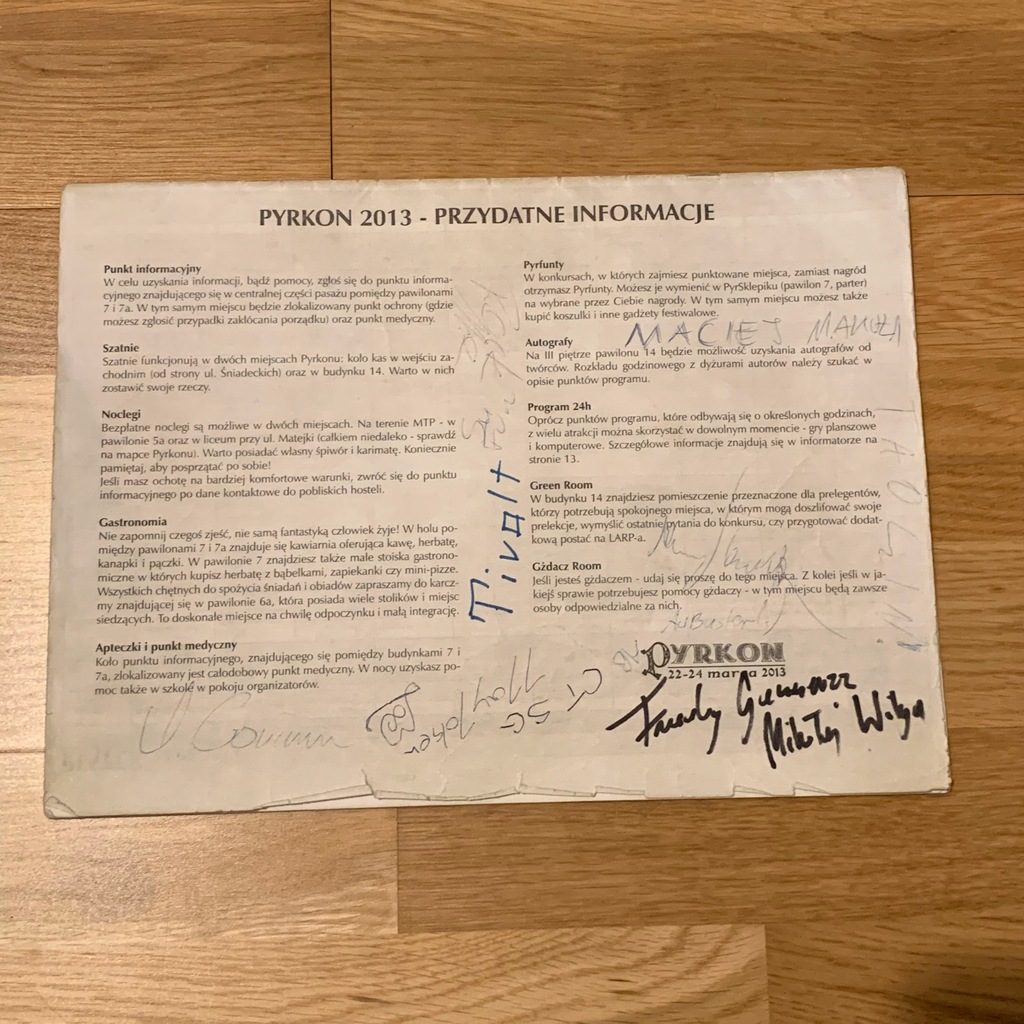 PYRKON 2013 - PRZYDATNE INFORMACJE
Punkt informacyjny
W celu uzyskania informacji, bądź pomocy, zgłoś się do punktu informa-
cyjnego znajdującego się w centralnej części pasażu pomiędzy pawilonami
7 i 7a. W tym samym miejscu będzie zlokalizowany punkt ochrony (gdzie
możesz zgłosić przypadki zakłócania porządku) oraz punkt medyczny.
Szatnie
Szatnie funkcjonują w dwóch miejscach Pyrkonu: koło kas w wejściu za-
chodnim (od strony ul. Śniadeckich) oraz w budynku 14. Warto w nich
zostawić swoje rzeczy.
Noclegi
Bezpłatne noclegi są możliwe w dwóch miejscach. Na terenie MTP - w
pawilonie 5a oraz w liceum przy ul. Matejki (całkiem niedaleko - sprawdź
na mapce Pyrkonu). Warto posiadać własny śpiwór i karimatę. Koniecznie
pamiętaj, aby posprzątać po sobie!
Jeśli masz ochotę na bardziej komfortowe warunki, zwróć się do punktu
informacyjnego po dane kontaktowe do pobliskich hosteli.
Gastronomia
Nie zapomnij czegoś zjeść, nie samą fantastyką człowiek żyje! W holu po-
między pawilonami 7 i 7a znajduje się kawiarnia oferująca kawę, herbatę,
kanapki i pączki. W pawilonie 7 znajdziesz także małe stoiska gastrono-
miczne w których kupisz herbatę z bąbelkami, zapiekanki czy mini-pizze.
Wszystkich chętnych do spożycia śniadań i obiadów zapraszamy do karcz-
my znajdującej się w pawilonie 6a, która posiada wiele stolików i miejsc
siedzących. To doskonałe miejsce na chwilę odpoczynku i małą integrację.
Apteczki i punkt medyczny
Koło punktu informacyjnego, znajdującego się pomiędzy budynkami 7 i
7a, zlokalizowany jest całodobowy punkt medyczny. W nocy uzyskasz po-
moc także w szkole w pokoju organizatorów.
Tivalt
Joker
Pyrfunty
W konkursach, w których zajmiesz punktowane miejsca, zamiast nagród
otrzymasz Pyrfunty. Możesz je wymienić w PyrSklepiku (pawilon 7, parter)
na wybrane przez Ciebie nagrody. W tym samym miejscu możesz także
kupić koszulki i inne gadżety festiwalowe.
MACIEJ
Autografy
Na III piętrze pawilonu 14 będzie możliwość uzyskania autografów od
twórców. Rozkładu godzinowego z dyżurami autorów należy szukać w
opisie punktów programu.
Program 24h
Oprócz punktów programu, które odbywają się o określonych godzinach,
z wielu atrakcji można skorzystać w dowolnym momencie - gry planszowe
i komputerowe. Szczegółowe informacje znajdują się w informatorze na
stronie 13.
Green Room
W budynku 14 znajdziesz pomieszczenie przeznaczone dla prelegentów,
którzy potrzebują spokojnego miejsca, w którym mogą doszlifować swoje
prelekcje, wymyślić ostatnie pytania do konkursu, czy przygotować dodat-
kową postać na LARP-a.
Gżdacz Room
Jeśli jesteś gżdaczem - udaj się proszę do tego miejsca. Z kolei jeśli w ja-
kiejś sprawie potrzebujesz pomocy gżdaczy - w tym miejscu będą zawsze
osoby odpowiedzialne za nich.
PYRKON
22-24 marca 2013
Mikołaj